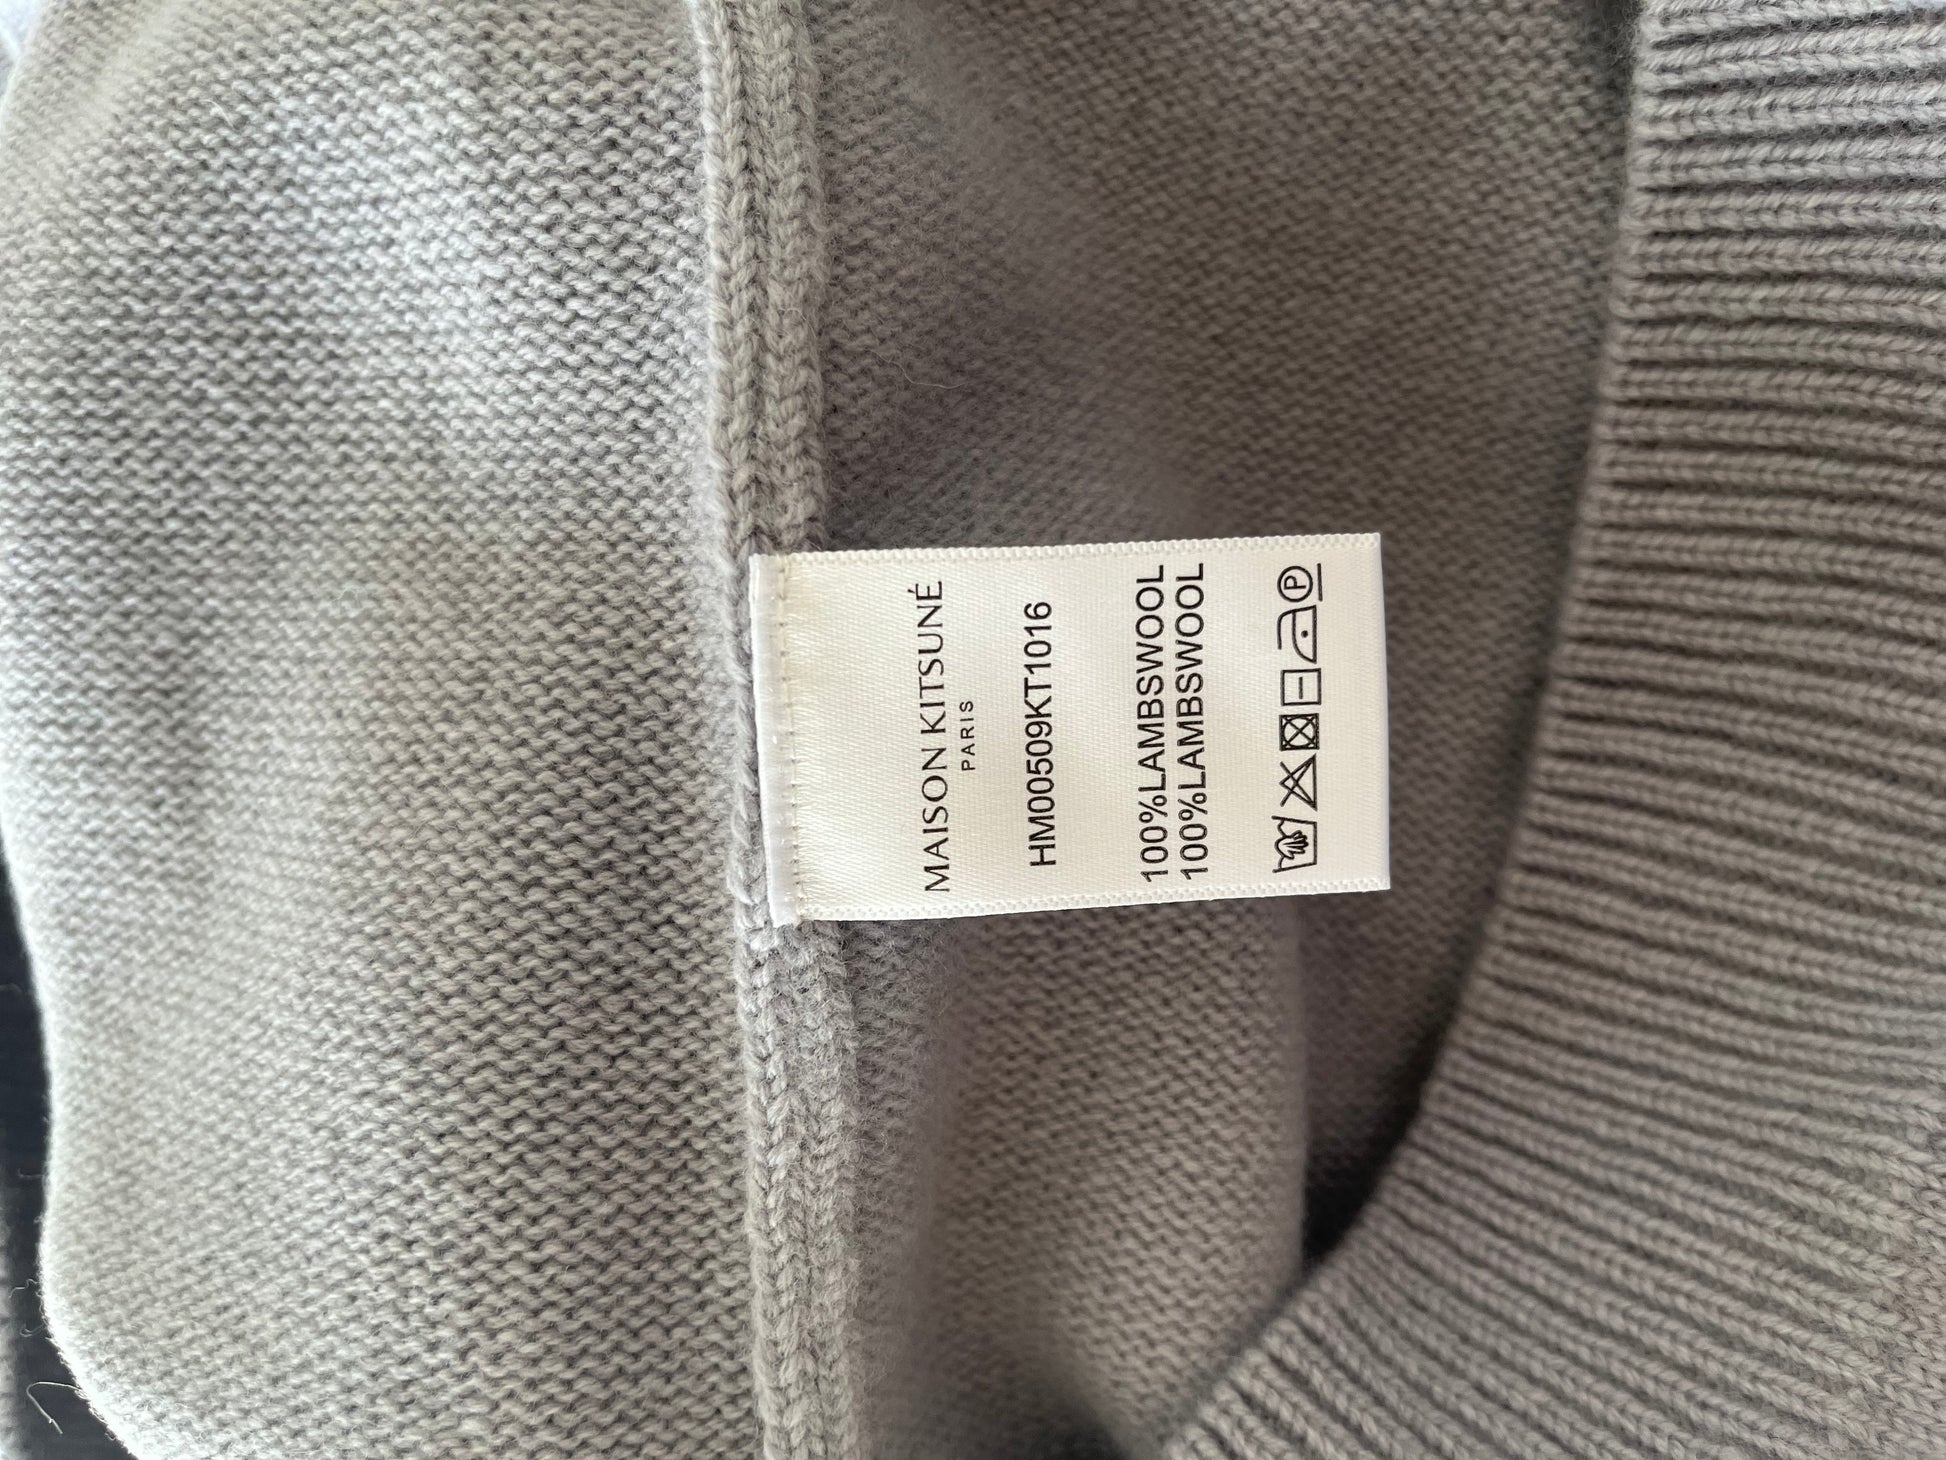 MAISON KITSUNÉ
PARIS
HM00509KT1016
100%LAMBSWOOL
100%LAMBSWOOL
P